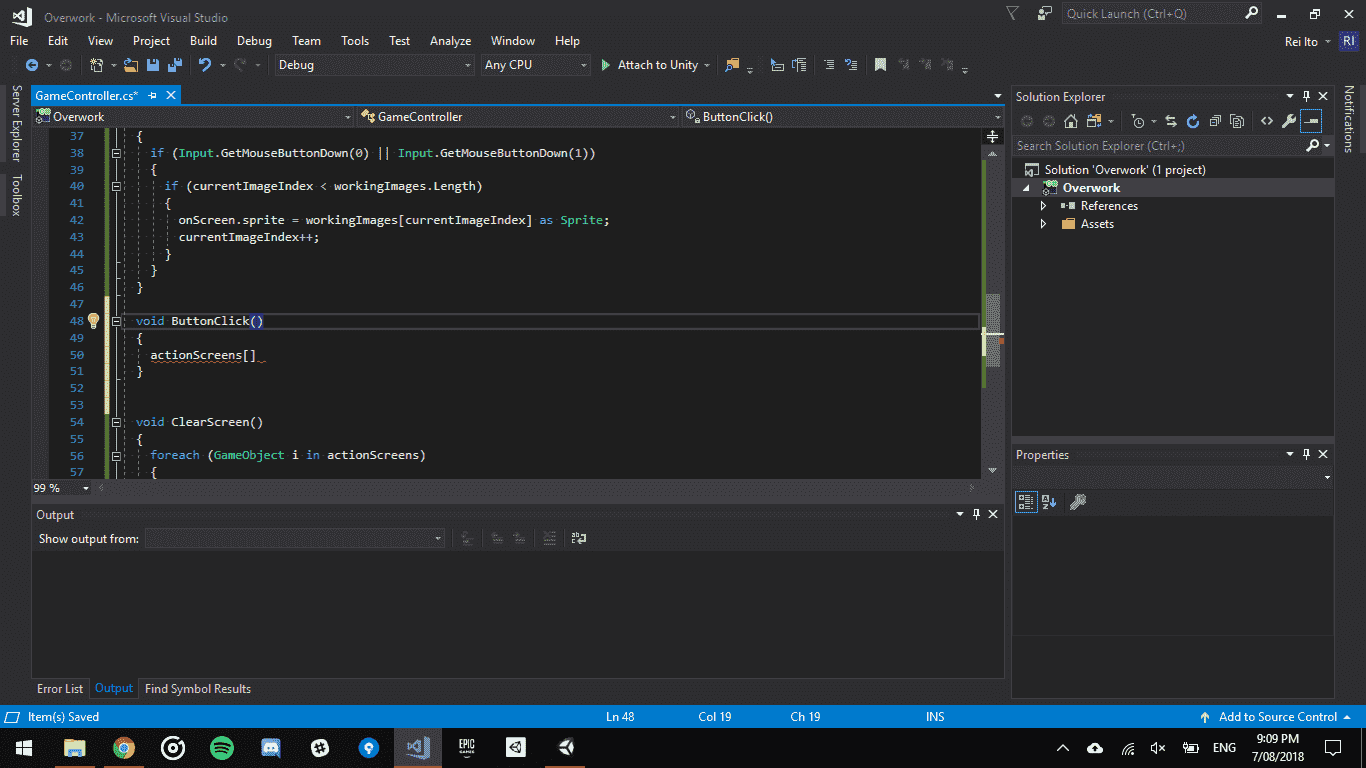 Overwork - Microsoft Visual Studio
Quick Launch (Ctrl+Q)
File Edit View Project Build Debug Team Tools Test Analyze Window Help
Rei Ito RI
Debug Any CPU Attach to Unity
Server Explorer
Toolbox
GameController.cs*
Overwork GameController ButtonClick()
37 {
38 if (Input.GetMouseButtonDown(0) || Input.GetMouseButtonDown(1))
39 {
40 if (currentImageIndex < workingImages.Length)
41 {
42 onScreen.sprite = workingImages[currentImageIndex] as Sprite;
43 currentImageIndex++;
44 }
45 }
46 }
47
48 void ButtonClick()
49 {
50 actionScreens[]
51 }
52
53
54 void ClearScreen()
55 {
56 foreach (GameObject i in actionScreens)
57 {
99 %
Output
Show output from:
Error List Output Find Symbol Results
Solution Explorer
Search Solution Explorer (Ctrl+;)
Solution 'Overwork' (1 project)
Overwork
References
Assets
Properties
Notifications
Item(s) Saved Ln 48 Col 19 Ch 19 INS Add to Source Control
EPIC
GAMES
ENG
9:09 PM
7/08/2018